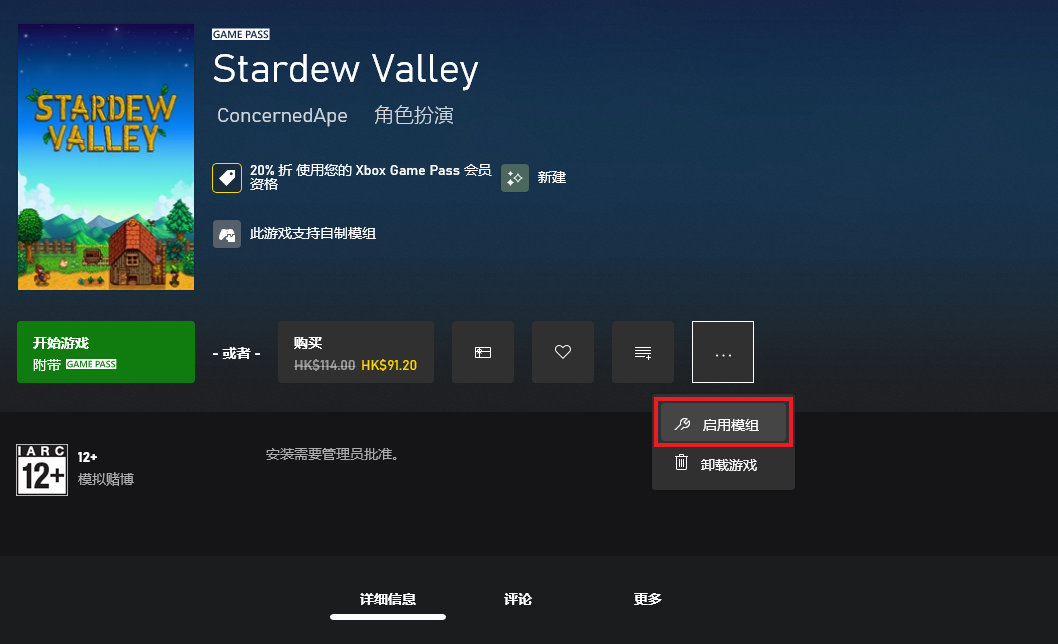 STARDEW
VALLEY
GAME PASS
Stardew Valley
ConcernedApe 角色扮演
20% 折 使用您的 Xbox Game Pass 会员
资格
新建
此游戏支持自制模组
开始游戏
附带 GAME PASS
- 或者 -
购买
HK$114.00 HK$91.20
...
启用模组
卸载游戏
IARC
12+
12+
模拟赌博
安装需要管理员批准。
详细信息
评论
更多